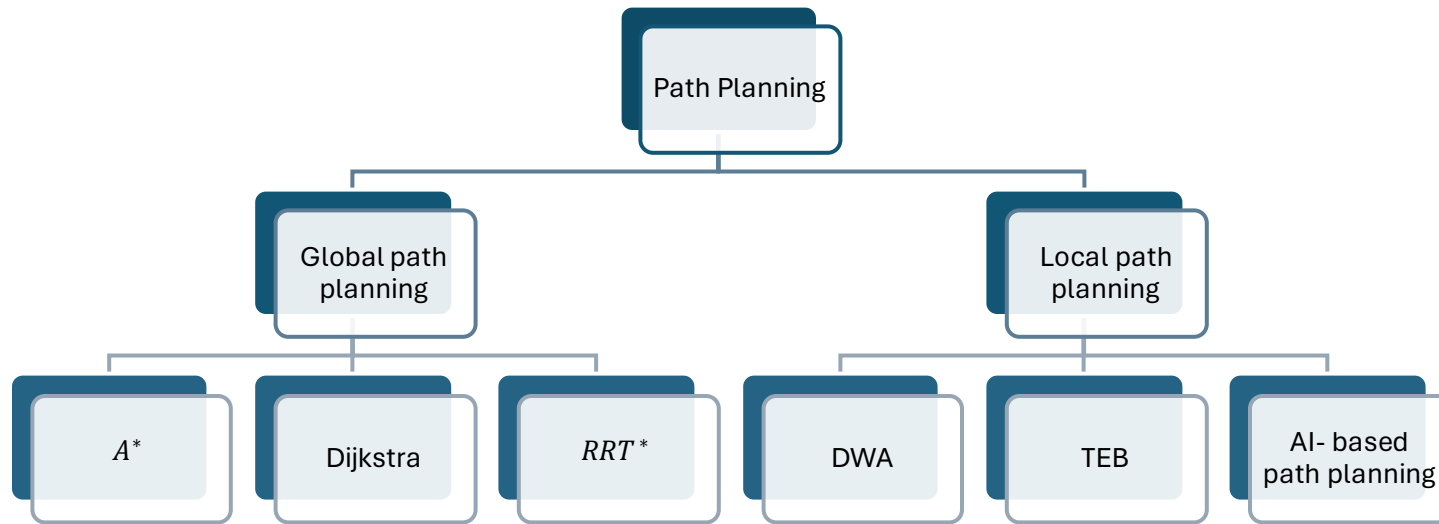 Path Planning
Global path
planning
Local path
planning
A*
Dijkstra
RRT*
DWA
TEB
AI- based
path planning